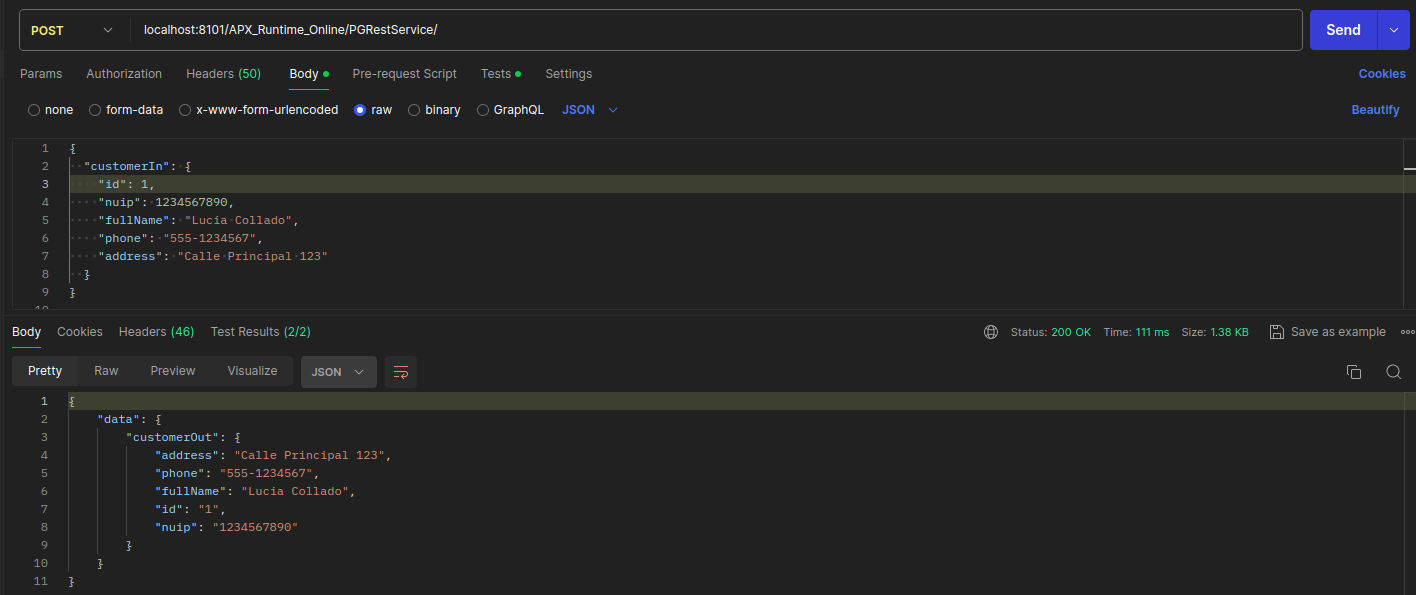 POST localhost:8101/APX_Runtime_Online/PGRestService/ Send
Params Authorization Headers (50) Body Pre-request Script Tests Settings Cookies
none form-data x-www-form-urlencoded raw binary GraphQL JSON Beautify
1 {
2 "customerIn": {
3 "id": 1,
4 "nuip": 1234567890,
5 "fullName": "Lucia Collado",
6 "phone": "555-1234567",
7 "address": "Calle Principal 123"
8 }
9 }
10
Body Cookies Headers (46) Test Results (2/2) Status: 200 OK Time: 111 ms Size: 1.38 KB Save as example
Pretty Raw Preview Visualize JSON
1 {
2 "data": {
3 "customerOut": {
4 "address": "Calle Principal 123",
5 "phone": "555-1234567",
6 "fullName": "Lucia Collado",
7 "id": "1",
8 "nuip": "1234567890"
9 }
10 }
11 }